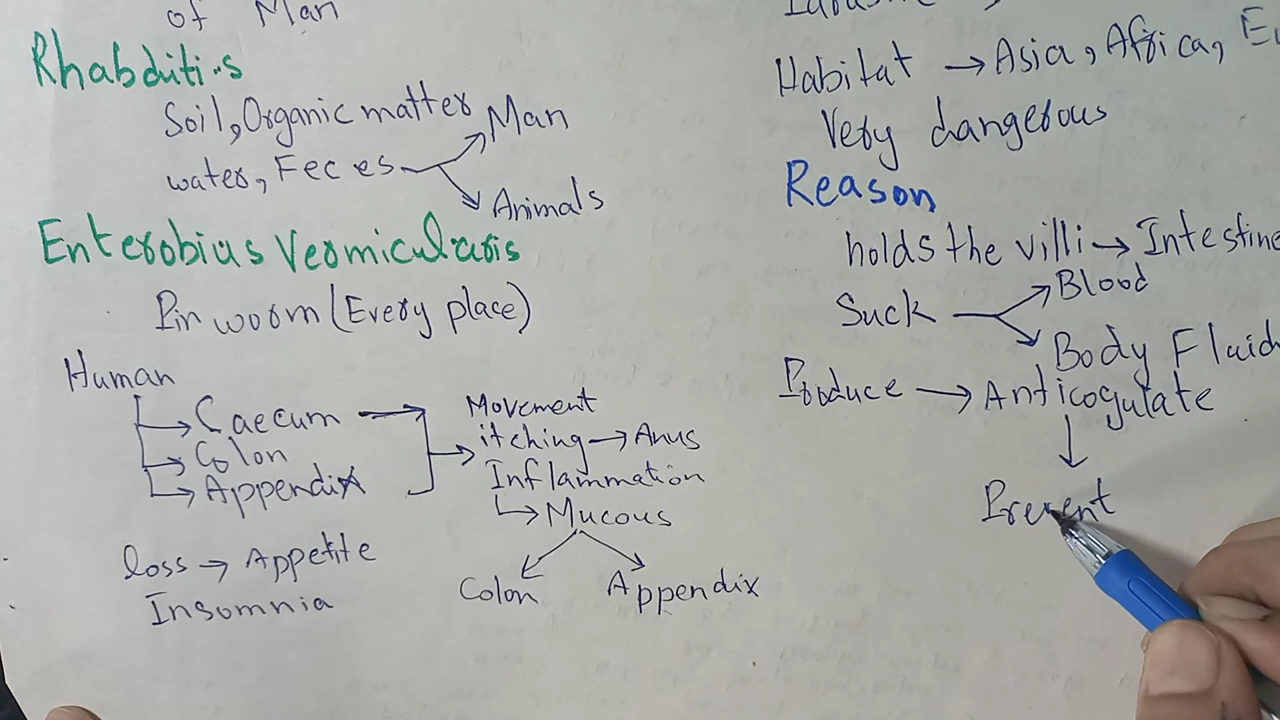 of Man
Rhabditis
Soil, Organic matter
water, Feces → Man
Animals
Enterobius Vermicularis
Pin worm (Every place)
Human
Caecum
Colon
Appendix
Movement
itching → Anus
Inflammation
Mucous
Colon Appendix
loss → Appetite
Insomnia
Habitat → Asia, Africa,
Very dangerous
Reason
holds the villi → Intestine
Suck → Blood
Body Fluid
Produce → Anticogulate
Prevent